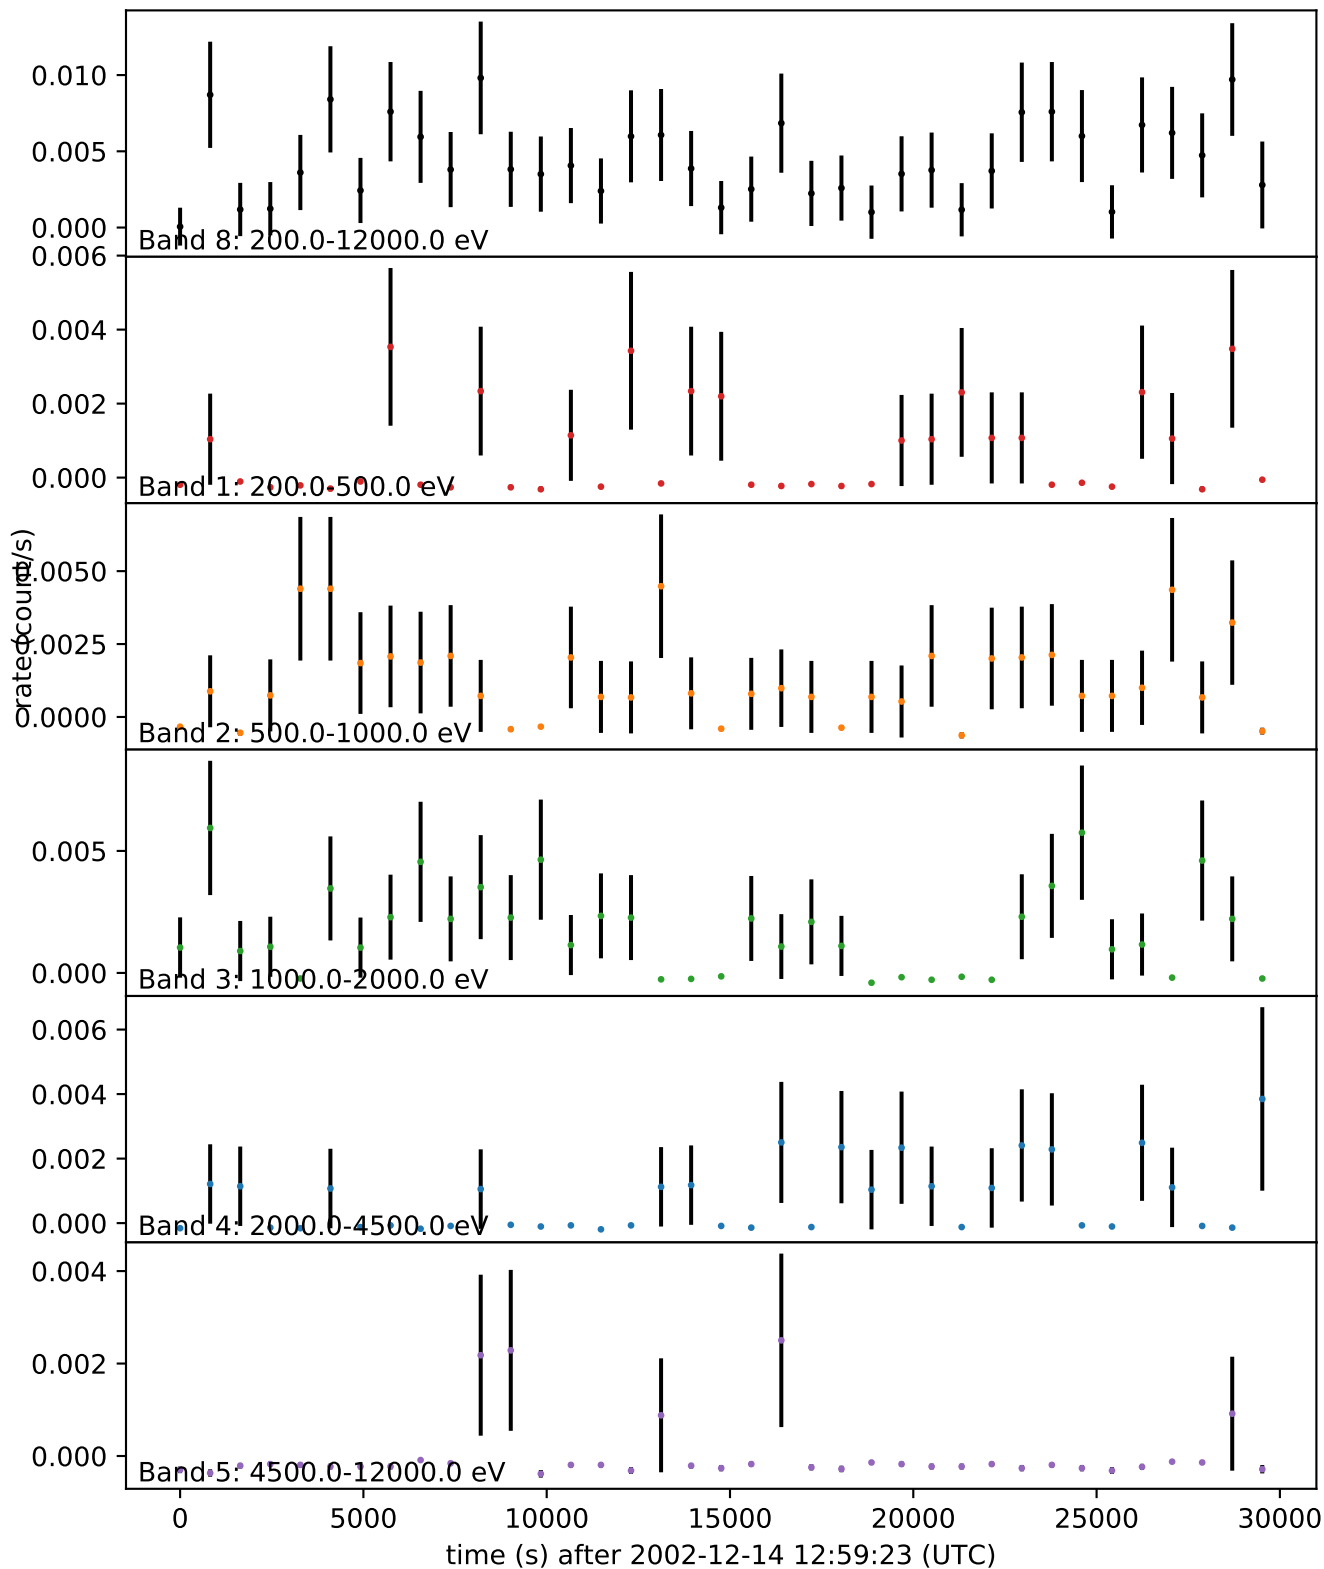 0.010
0.005
0.000
Band 8: 200.0-12000.0 eV
0.006
0.004
0.002
0.000
Band 1: 200.0-500.0 eV
rate (count/s)
0.0050
0.0025
0.0000
Band 2: 500.0-1000.0 eV
0.005
0.000
Band 3: 1000.0-2000.0 eV
0.006
0.004
0.002
0.000
Band 4: 2000.0-4500.0 eV
0.004
0.002
0.000
Band 5: 4500.0-12000.0 eV
0 5000 10000 15000 20000 25000 30000
time (s) after 2002-12-14 12:59:23 (UTC)